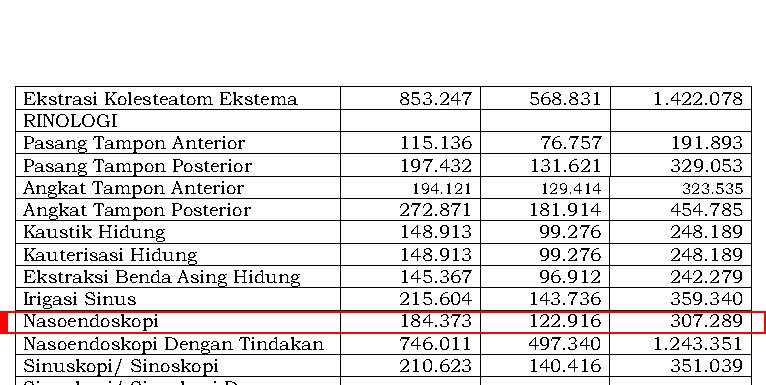 Ekstrasi Kolesteatom Ekstema 853.247 568.831 1.422.078
RINOLOGI
Pasang Tampon Anterior 115.136 76.757 191.893
Pasang Tampon Posterior 197.432 131.621 329.053
Angkat Tampon Anterior 194.121 129.414 323.535
Angkat Tampon Posterior 272.871 181.914 454.785
Kaustik Hidung 148.913 99.276 248.189
Kauterisasi Hidung 148.913 99.276 248.189
Ekstraksi Benda Asing Hidung 145.367 96.912 242.279
Irigasi Sinus 215.604 143.736 359.340
Nasoendoskopi 184.373 122.916 307.289
Nasoendoskopi Dengan Tindakan 746.011 497.340 1.243.351
Sinuskopi/ Sinoskopi 210.623 140.416 351.039